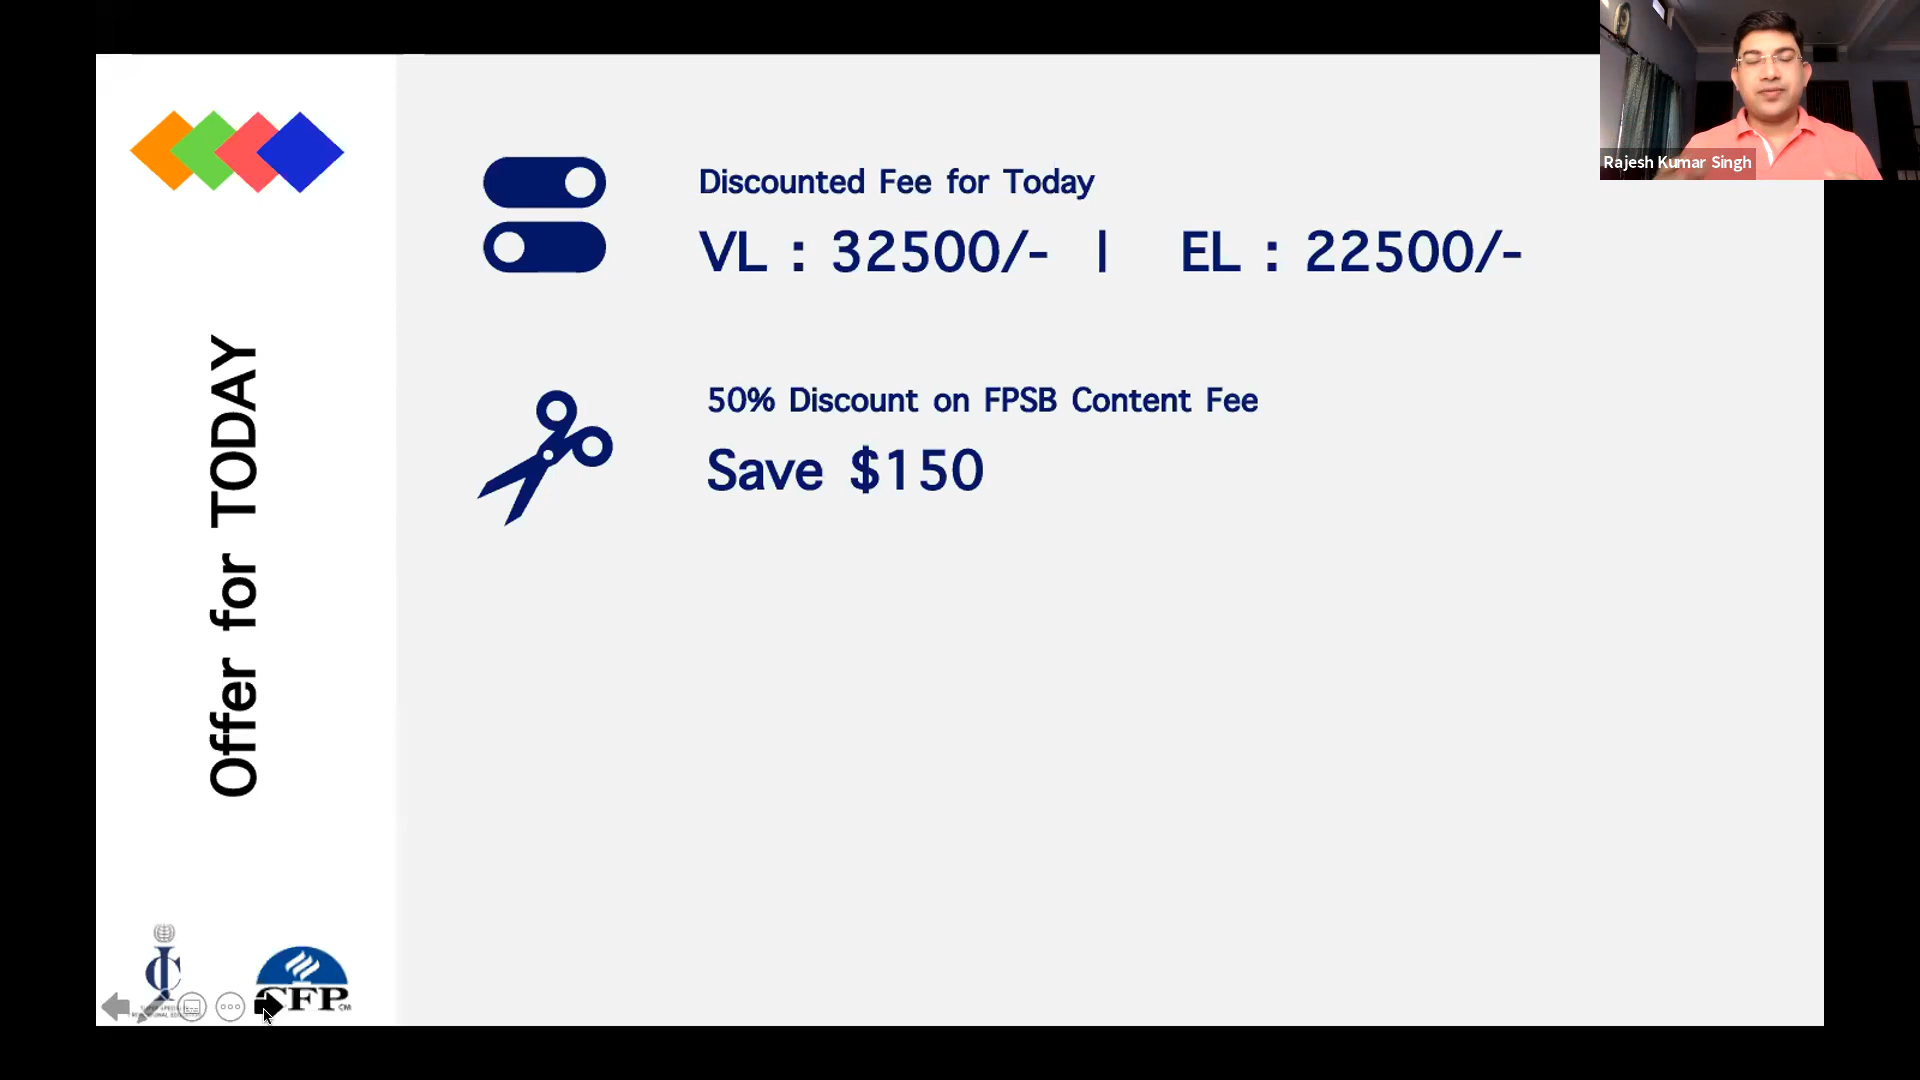 Rajesh Kumar Singh
Offer for TODAY
Discounted Fee for Today
VL : 32500/- | EL : 22500/-
50% Discount on FPSB Content Fee
Save $150
CFP